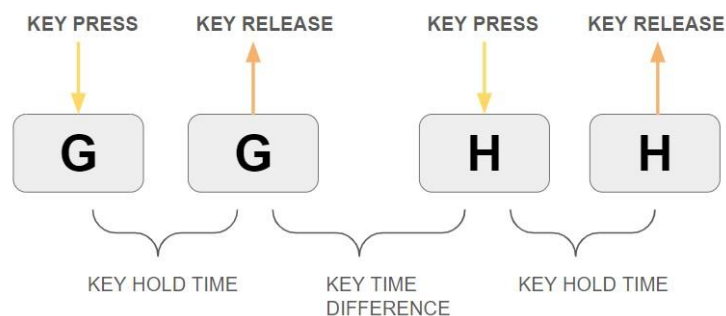 KEY PRESS KEY RELEASE KEY PRESS KEY RELEASE
G G H H
KEY HOLD TIME KEY TIME KEY HOLD TIME
DIFFERENCE